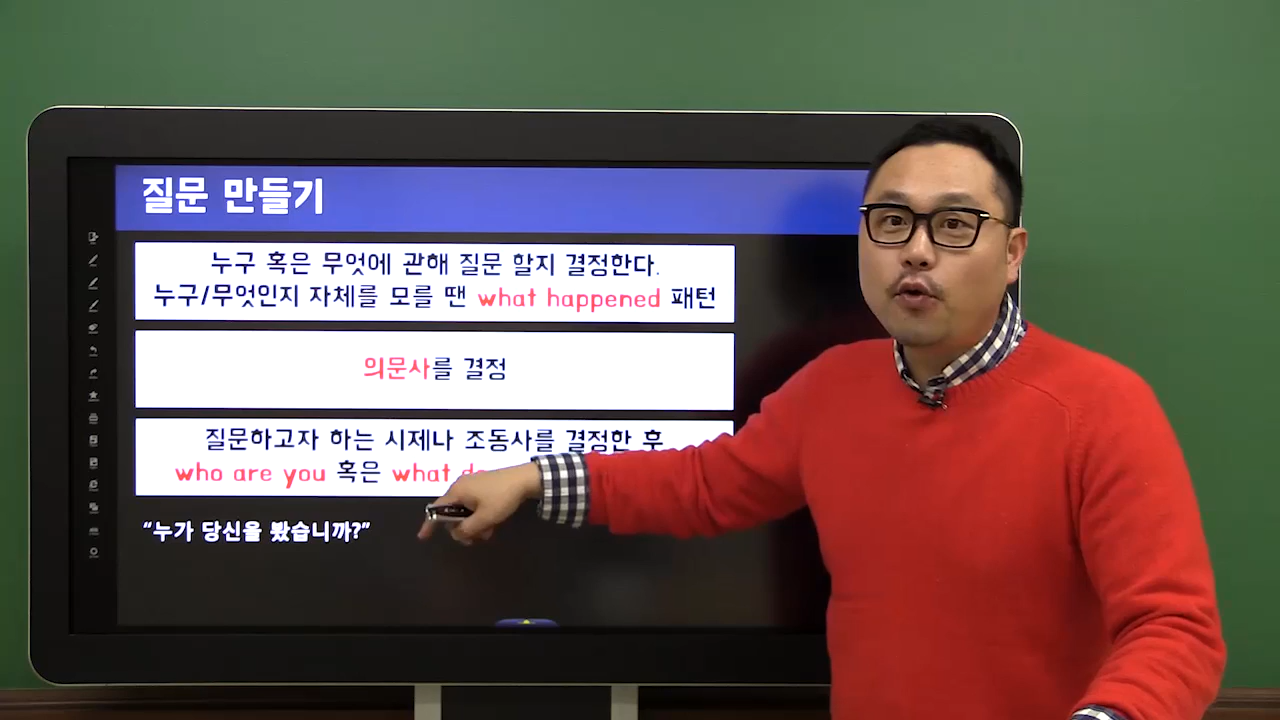 질문 만들기
누구 혹은 무엇에 관해 질문 할지 결정한다.
누구/무엇인지 자체를 모를 땐 what happened 패턴
의문사를 결정
질문하고자 하는 시제나 조동사를 결정한 후
who are you 혹은 what
“누가 당신을 봤습니까?”